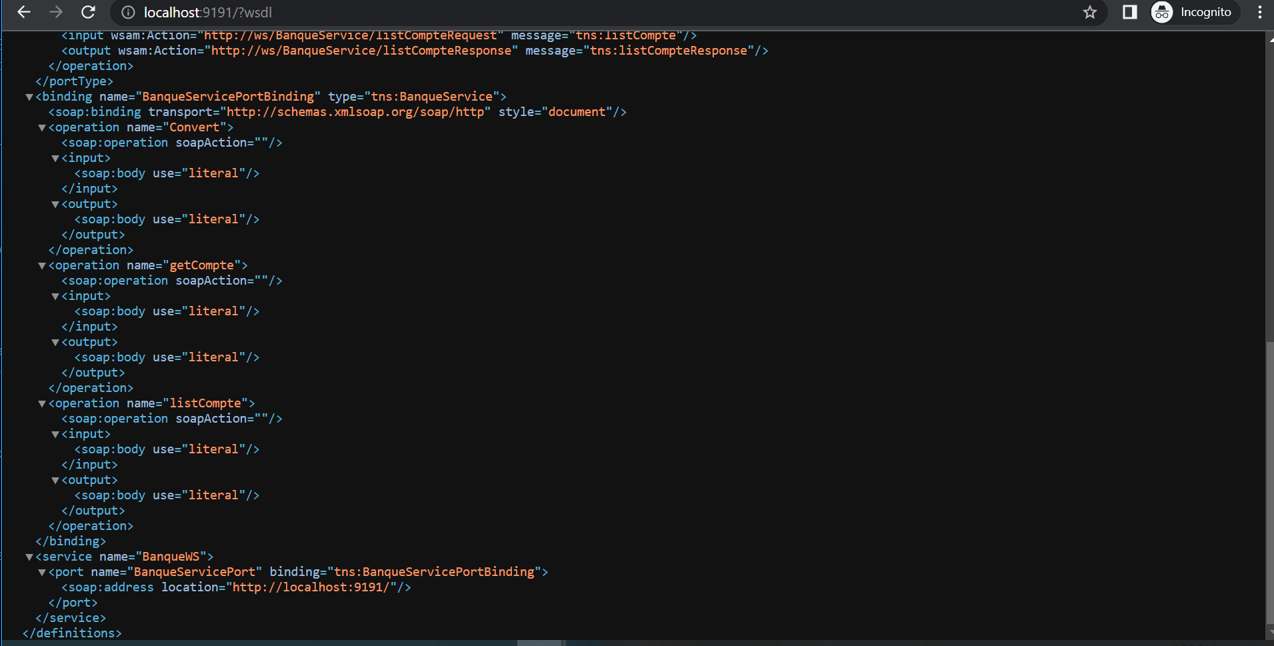 localhost:9191/?wsdl
Incognito
<input wsam:Action="http://ws/BanqueService/listCompteRequest" message="tns:listCompte"/>
<output wsam:Action="http://ws/BanqueService/listCompteResponse" message="tns:listCompteResponse"/>
</operation>
</portType>
▼<binding name="BanqueServicePortBinding" type="tns:BanqueService">
<soap:binding transport="http://schemas.xmlsoap.org/soap/http" style="document"/>
▼<operation name="Convert">
<soap:operation soapAction=""/>
▼<input>
<soap:body use="literal"/>
</input>
▼<output>
<soap:body use="literal"/>
</output>
</operation>
▼<operation name="getCompte">
<soap:operation soapAction=""/>
▼<input>
<soap:body use="literal"/>
</input>
▼<output>
<soap:body use="literal"/>
</output>
</operation>
▼<operation name="listCompte">
<soap:operation soapAction=""/>
▼<input>
<soap:body use="literal"/>
</input>
▼<output>
<soap:body use="literal"/>
</output>
</operation>
</binding>
▼<service name="BanqueWS">
▼<port name="BanqueServicePort" binding="tns:BanqueServicePortBinding">
<soap:address location="http://localhost:9191/"/>
</port>
</service>
</definitions>